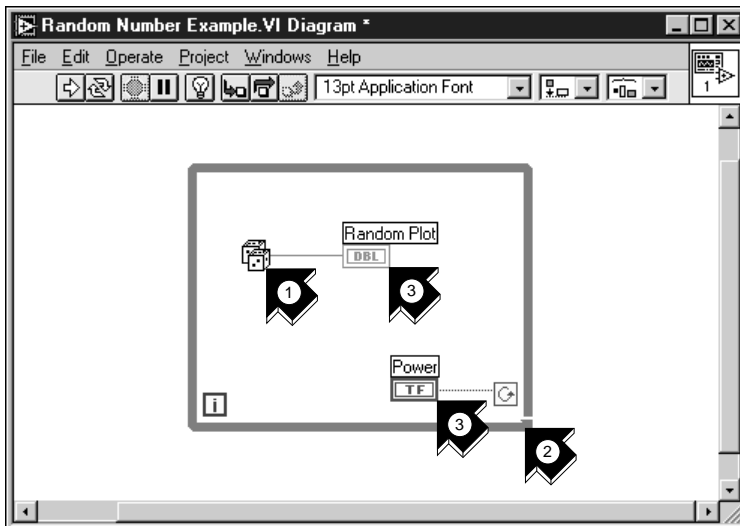 Random Number Example.VI Diagram *
File Edit Operate Project Windows Help
13pt Application Font
1
Random Plot
DBL
1
3
Power
TF
i
3
2